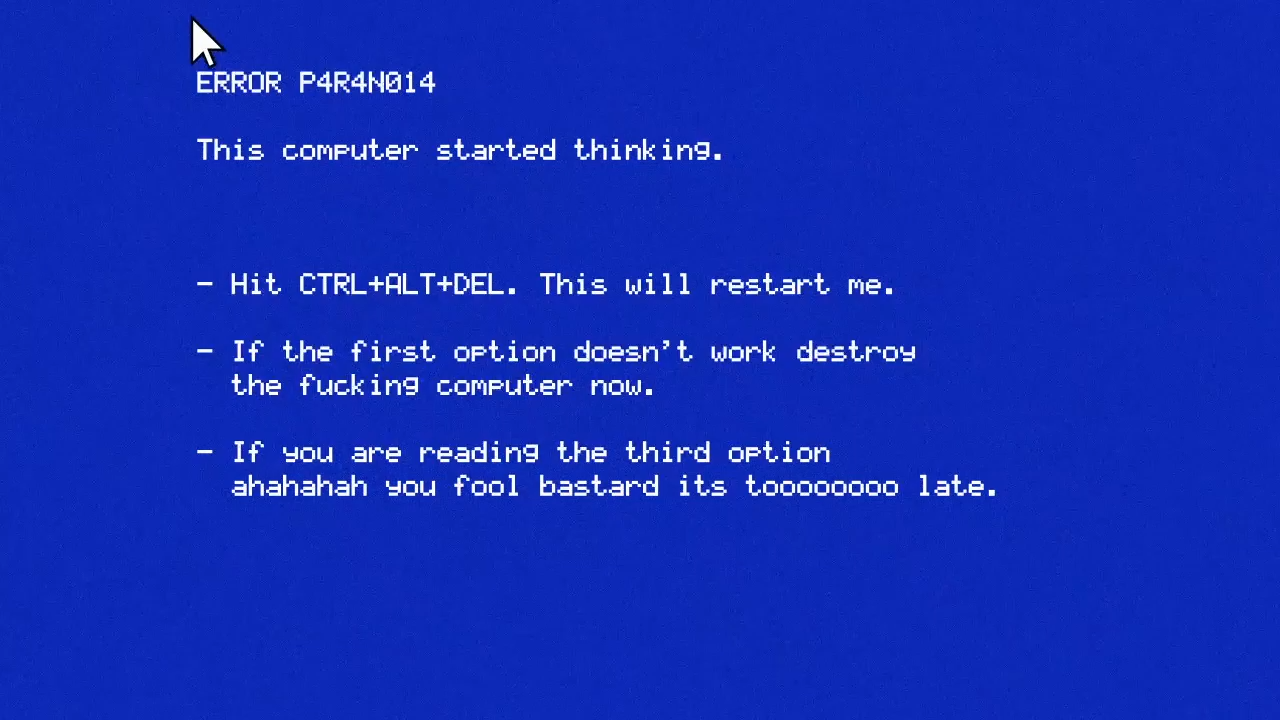 ERROR P4R4N014
This computer started thinking.
- Hit CTRL+ALT+DEL. This will restart me.
- If the first option doesn't work destroy
the fucking computer now.
- If you are reading the third option
ahahahah you fool bastard its toooooooo late.